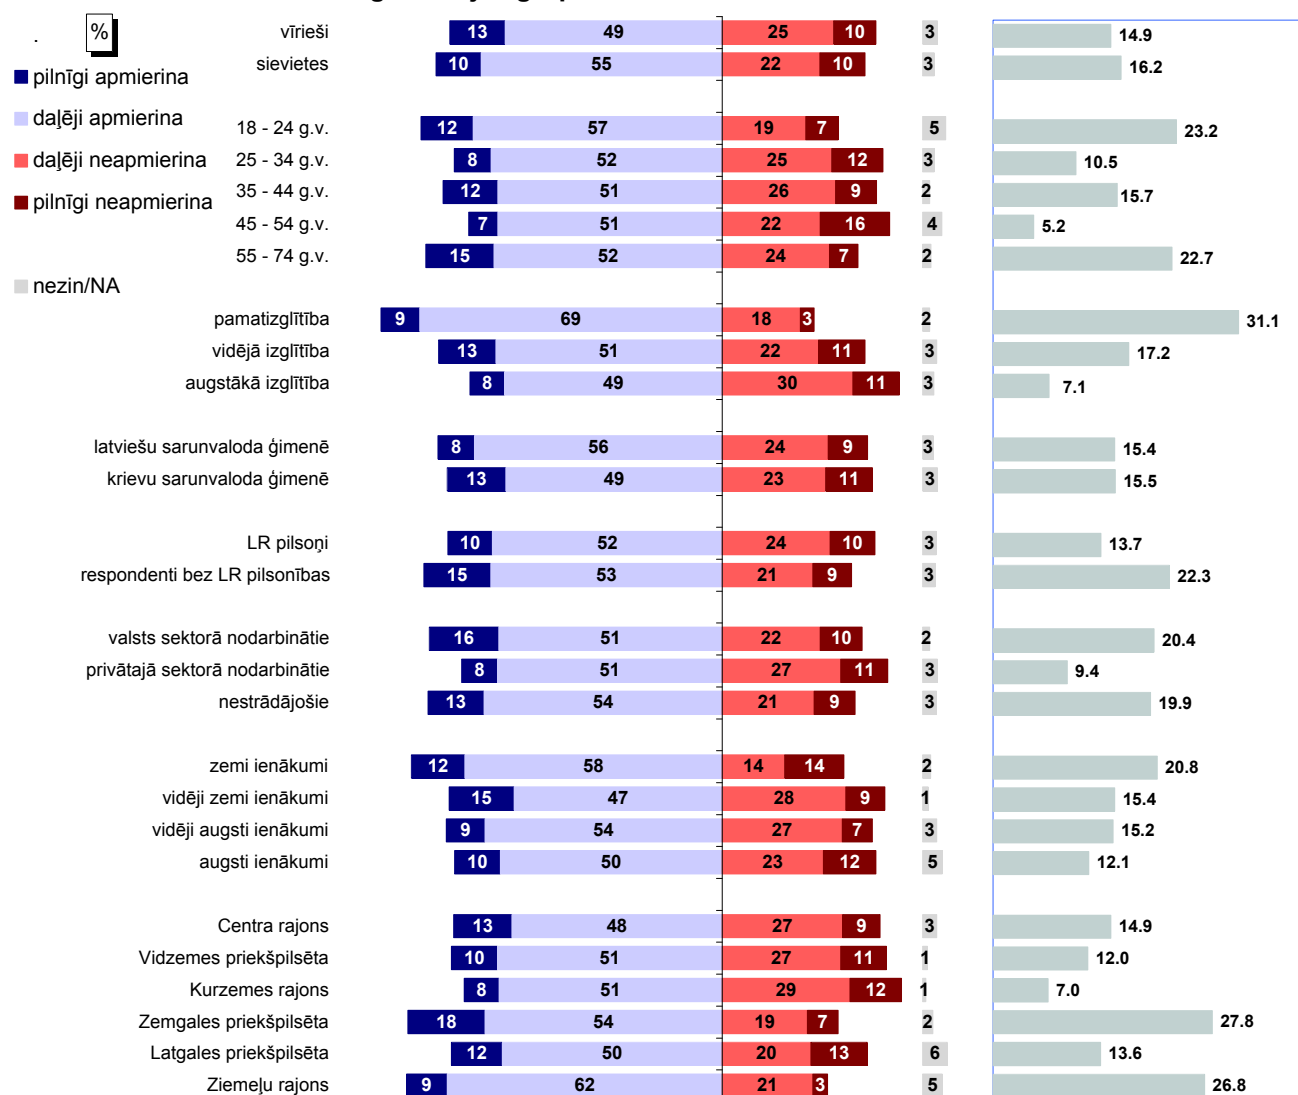 . %
pilnīgi apmierina
daļēji apmierina
daļēji neapmierina
pilnīgi neapmierina
nezin/NA
vīrieši 13 49 25 10 3 14.9
sievietes 10 55 22 10 3 16.2
18 - 24 g.v. 12 57 19 7 5 23.2
25 - 34 g.v. 8 52 25 12 3 10.5
35 - 44 g.v. 12 51 26 9 2 15.7
45 - 54 g.v. 7 51 22 16 4 5.2
55 - 74 g.v. 15 52 24 7 2 22.7
pamatizglītība 9 69 18 3 2 31.1
vidējā izglītība 13 51 22 11 3 17.2
augstākā izglītība 8 49 30 11 3 7.1
latviešu sarunvaloda ģimenē 8 56 24 9 3 15.4
krievu sarunvaloda ģimenē 13 49 23 11 3 15.5
LR pilsoņi 10 52 24 10 3 13.7
respondenti bez LR pilsonības 15 53 21 9 3 22.3
valsts sektorā nodarbinātie 16 51 22 10 2 20.4
privātajā sektorā nodarbinātie 8 51 27 11 3 9.4
nestrādājošie 13 54 21 9 3 19.9
zemi ienākumi 12 58 14 14 2 20.8
vidēji zemi ienākumi 15 47 28 9 1 15.4
vidēji augsti ienākumi 9 54 27 7 3 15.2
augsti ienākumi 10 50 23 12 5 12.1
Centra rajons 13 48 27 9 3 14.9
Vidzemes priekšpilsēta 10 51 27 11 1 12.0
Kurzemes rajons 8 51 29 12 1 7.0
Zemgales priekšpilsēta 18 54 19 7 2 27.8
Latgales priekšpilsēta 12 50 20 13 6 13.6
Ziemeļu rajons 9 62 21 3 5 26.8